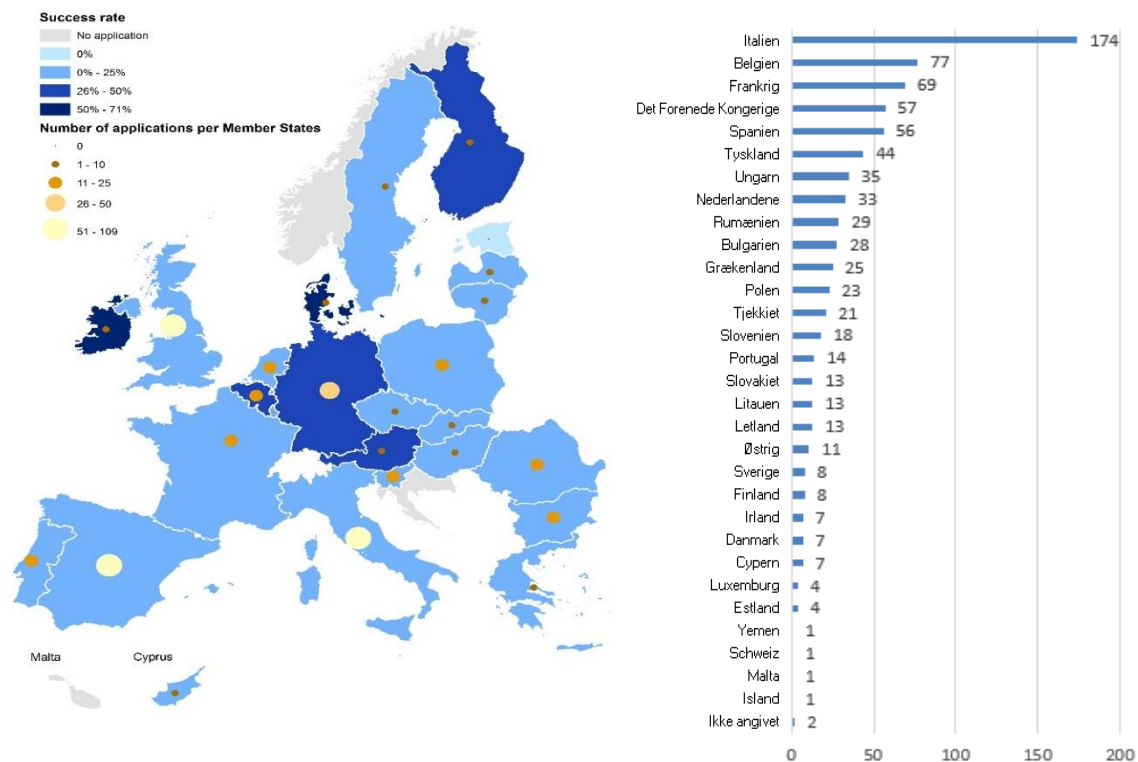 Success rate
No application
0%
0% - 25%
26% - 50%
50% - 71%
Number of applications per Member States
0
1 - 10
11 - 25
26 - 50
51 - 109
Malta
Cyprus
Italien 174
Belgien 77
Frankrig 69
Det Forenede Kongerige 57
Spanien 56
Tyskland 44
Ungarn 35
Nederlandene 33
Rumænien 29
Bulgarien 28
Grækenland 25
Polen 23
Tjekkiet 21
Slovenien 18
Portugal 14
Slovakiet 13
Litauen 13
Letland 13
Østrig 11
Sverige 8
Finland 8
Irland 7
Danmark 7
Cypern 7
Luxemburg 4
Estland 4
Yemen 1
Schweiz 1
Malta 1
Island 1
Ikke angivet 2
0 50 100 150 200